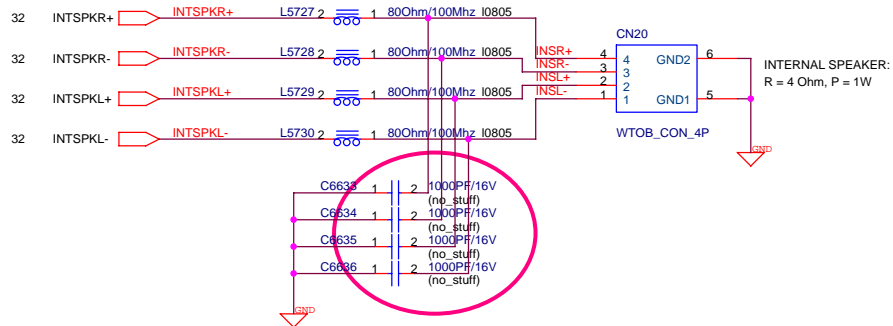 32 INTSPKR+ INTSPKR+ L5727 2 1 80Ohm/100Mhz I0805
32 INTSPKR- INTSPKR- L5728 2 1 80Ohm/100Mhz I0805
32 INTSPKL+ INTSPKL+ L5729 2 1 80Ohm/100Mhz I0805
32 INTSPKL- INTSPKL- L5730 2 1 80Ohm/100Mhz I0805
CN20
INSR+ 4 4 GND2 6
INSR- 3 3
INSL+ 2 2
INSL- 1 1 GND1 5
WTOB_CON_4P
INTERNAL SPEAKER:
R = 4 Ohm, P = 1W
GND
C6633 1 2 1000PF/16V
(no_stuff)
C6634 1 2 1000PF/16V
(no_stuff)
C6635 1 2 1000PF/16V
(no_stuff)
C6636 1 2 1000PF/16V
(no_stuff)
GND